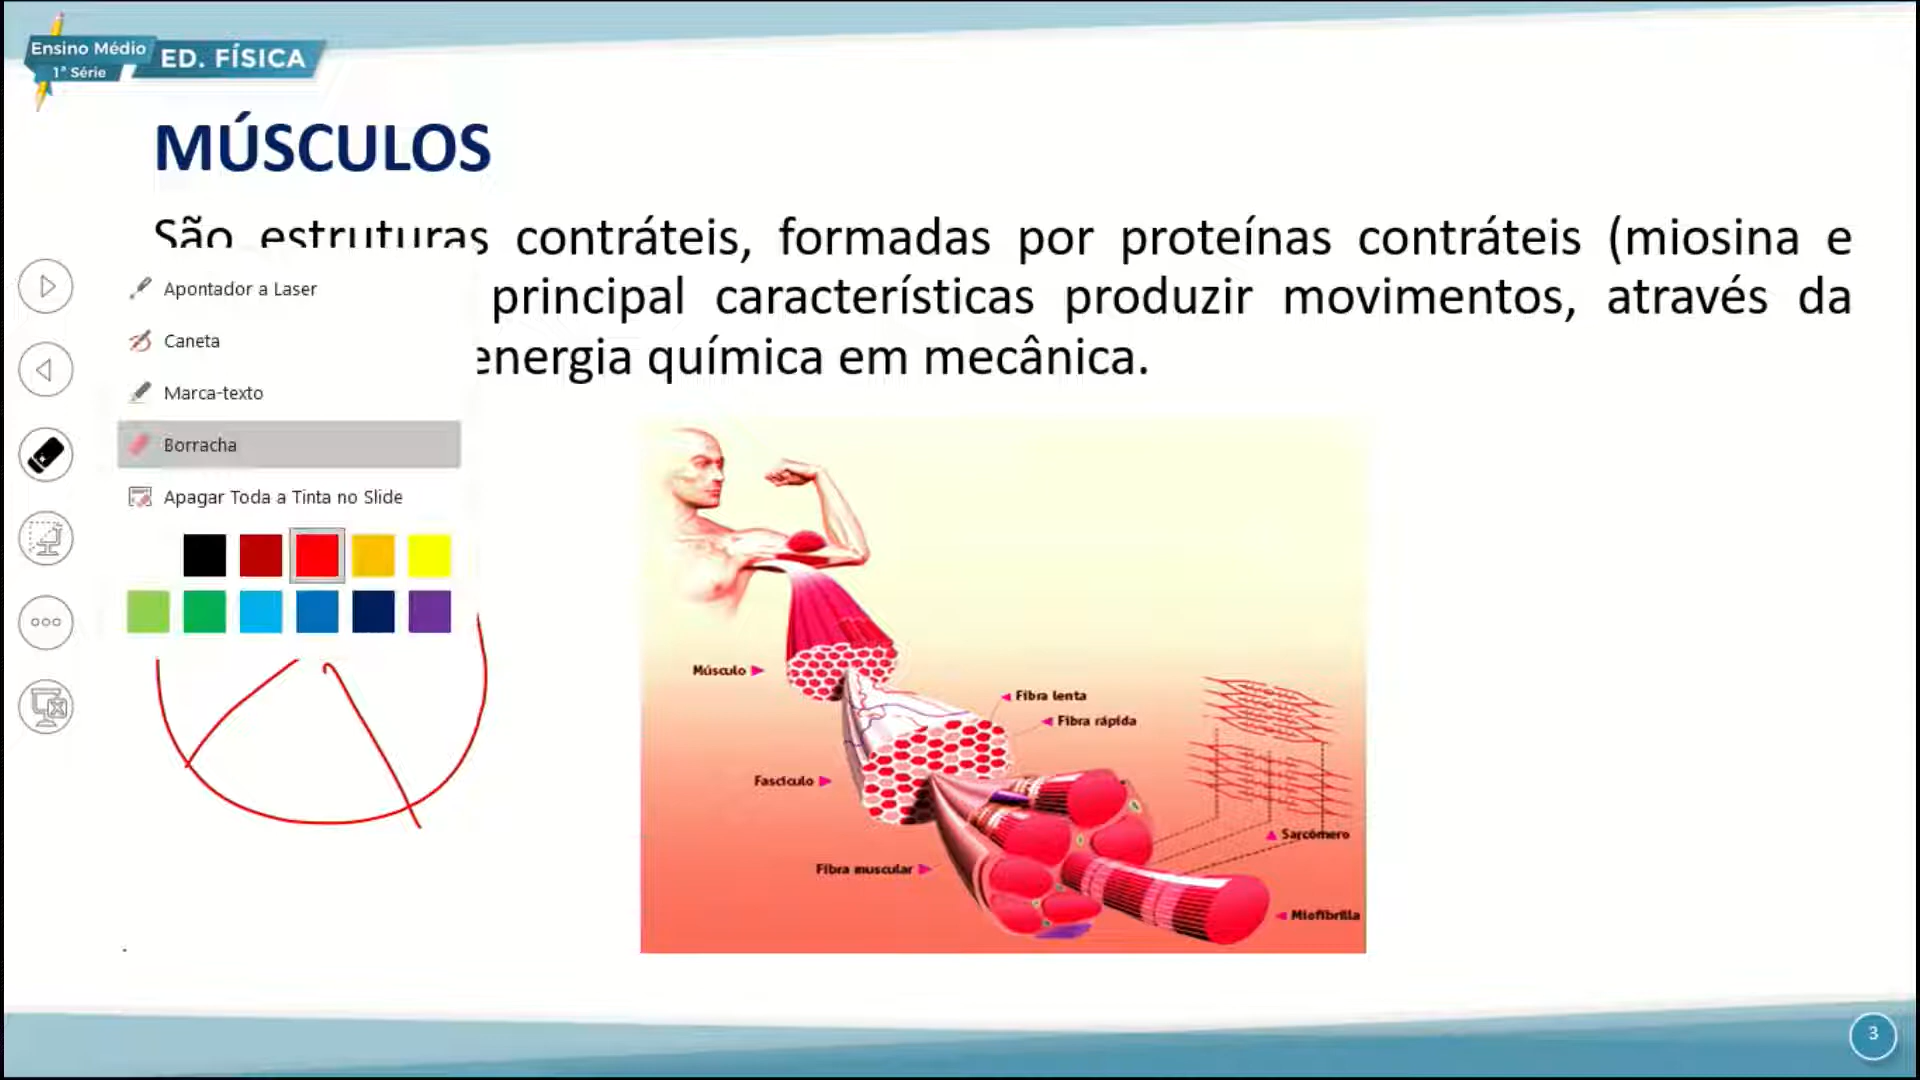 Ensino Médio
1ª Série
ED. FÍSICA
MÚSCULOS
São estruturas contráteis, formadas por proteínas contráteis (miosina e
principal características produzir movimentos, através da
energia química em mecânica.
Apontador a Laser
Caneta
Marca-texto
Borracha
Apagar Toda a Tinta no Slide
Músculo
Fibra lenta
Fibra rápida
Fascículo
Sarcómero
Fibra muscular
Miofibrilla
3